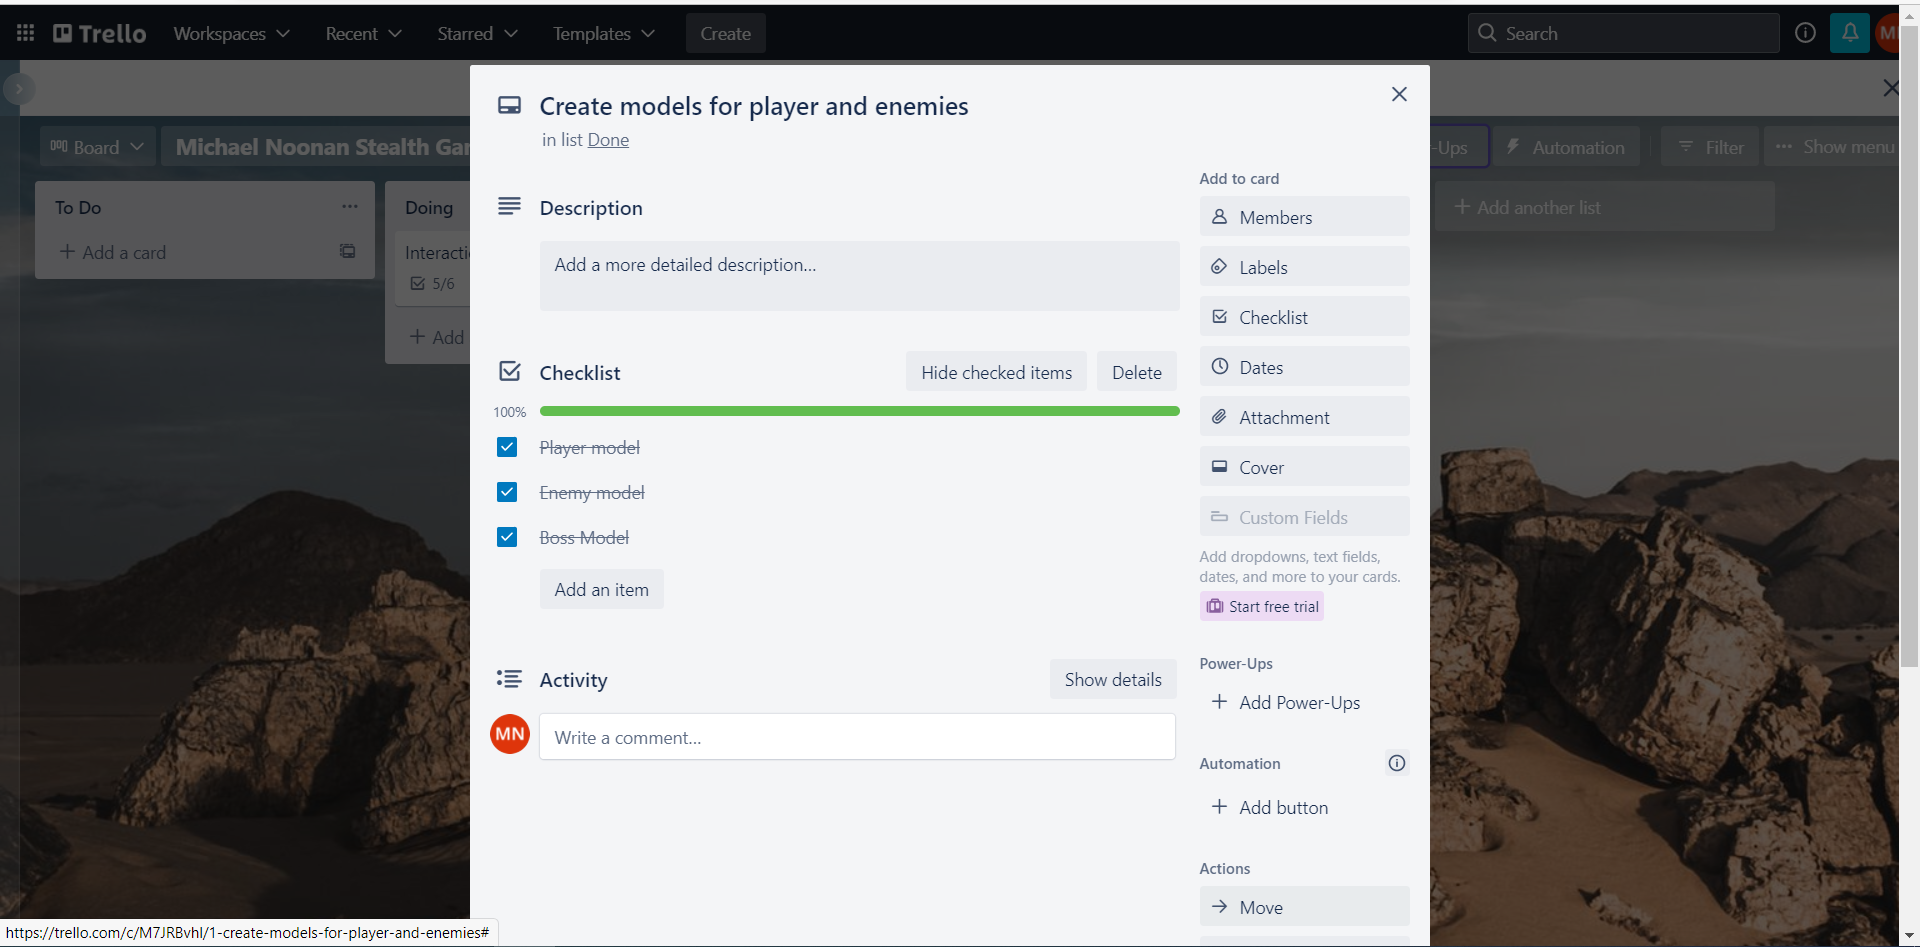 Trello Workspaces Recent Starred Templates Create Search MN
Board Michael Noonan Stealth Gar -Ups Automation Filter Show menu
To Do
Add a card
Doing
Interacti
5/6
Add
Add another list
Create models for player and enemies
in list Done
Description
Add a more detailed description...
Checklist Hide checked items Delete
100%
Player model
Enemy model
Boss Model
Add an item
Activity Show details
MN Write a comment...
Add to card
Members
Labels
Checklist
Dates
Attachment
Cover
Custom Fields
Add dropdowns, text fields,
dates, and more to your cards.
Start free trial
Power-Ups
Add Power-Ups
Automation
Add button
Actions
Move
https://trello.com/c/M7JRBvhl/1-create-models-for-player-and-enemies#